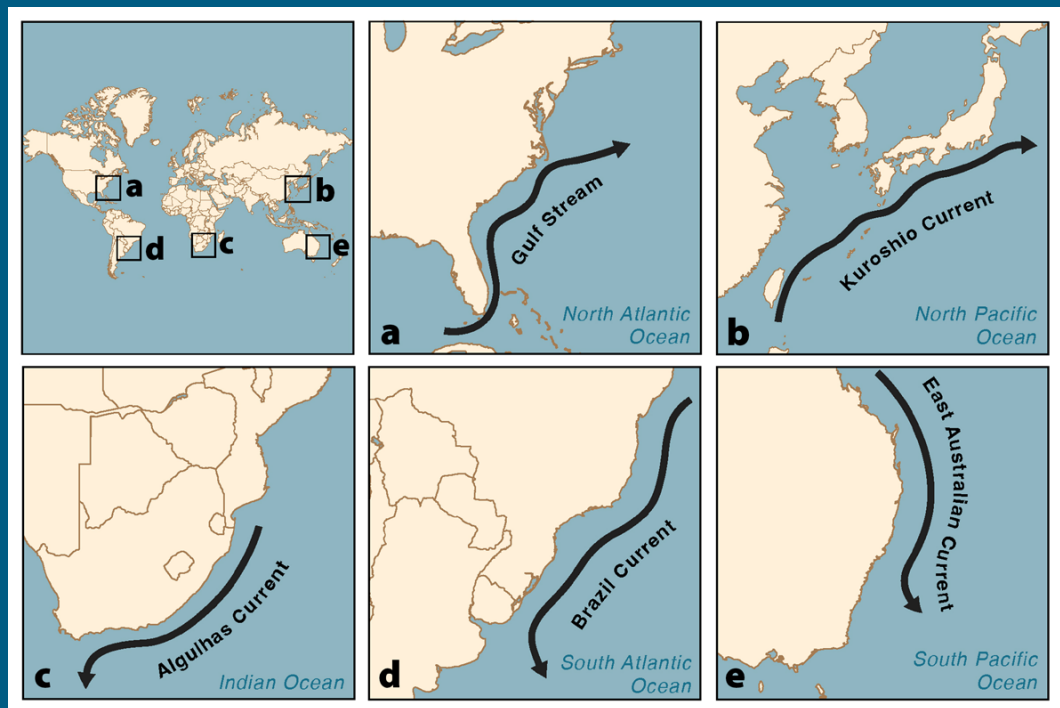 a
b
c
d
e
Gulf Stream
North Atlantic
Ocean
a
Kuroshio Current
North Pacific
Ocean
b
Algulhas Current
Indian Ocean
c
Brazil Current
South Atlantic
Ocean
d
East Australian Current
South Pacific
Ocean
e